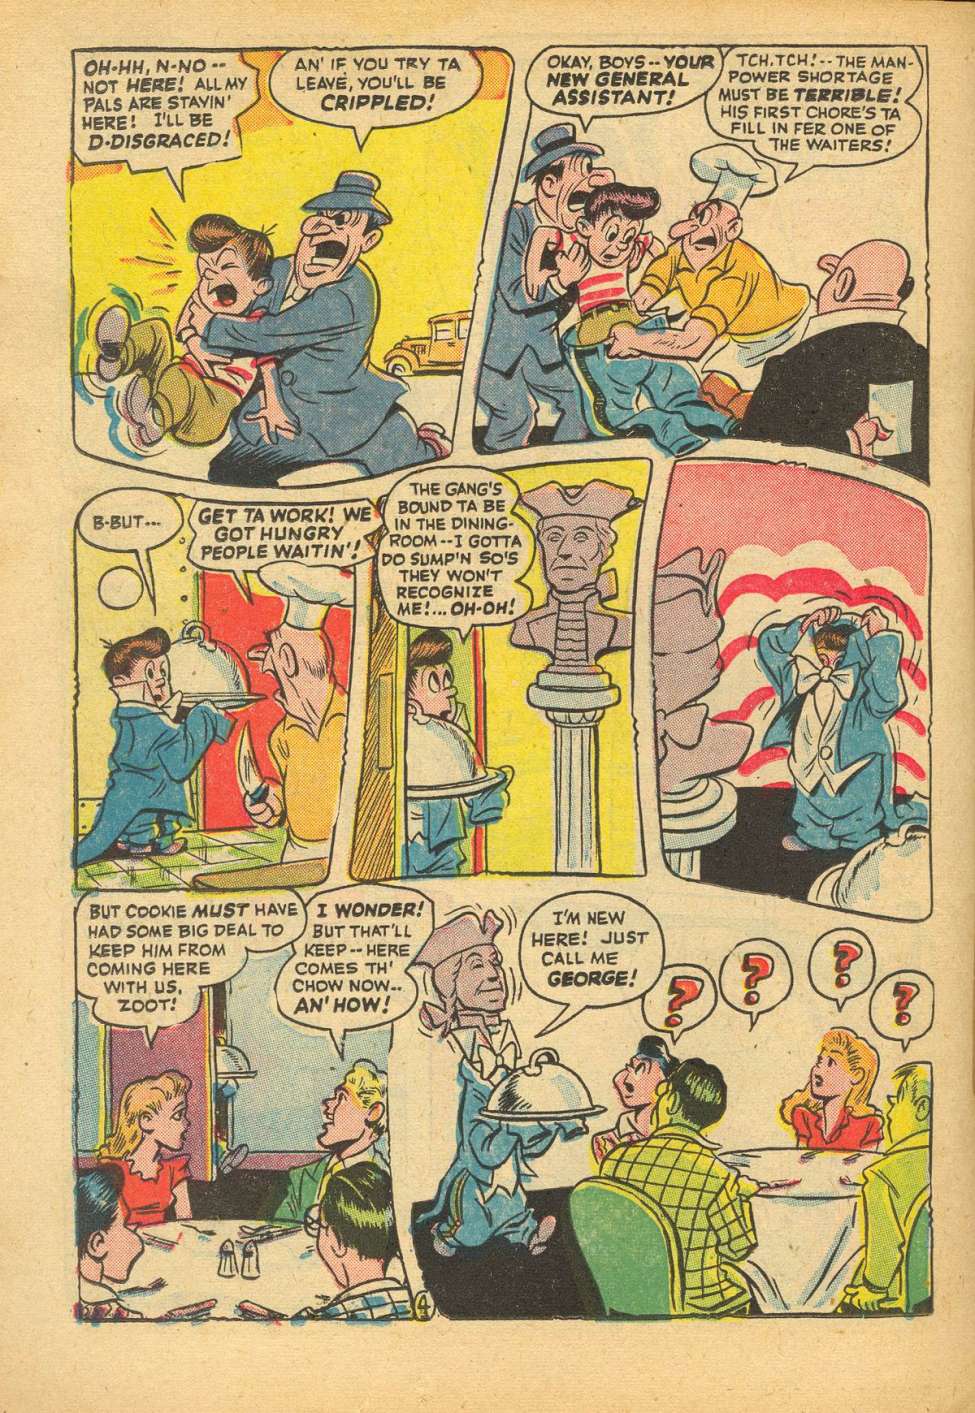 OH-HH, N-NO--
NOT HERE! ALL MY
PALS ARE STAYIN'
HERE! I'LL BE
D-DISGRACED!
AN' IF YOU TRY TA
LEAVE, YOU'LL BE
CRIPPLED!
OKAY, BOYS--YOUR
NEW GENERAL
ASSISTANT!
TCH, TCH!--THE MAN-
POWER SHORTAGE
MUST BE TERRIBLE!
HIS FIRST CHORE'S TA
FILL IN FER ONE OF
THE WAITERS!
B-BUT...
GET TA WORK! WE
GOT HUNGRY
PEOPLE WAITIN'!
THE GANG'S
BOUND TA BE
IN THE DINING-
ROOM--I GOTTA
DO SUMP'N SO'S
THEY WON'T
RECOGNIZE
ME!... OH-OH!
BUT COOKIE MUST HAVE
HAD SOME BIG DEAL TO
KEEP HIM FROM
COMING HERE
WITH US,
ZOOT!
I WONDER!
BUT THAT'LL
KEEP--HERE
COMES TH'
CHOW NOW--
AN' HOW!
I'M NEW
HERE! JUST
CALL ME
GEORGE!
?
?
?
?
4